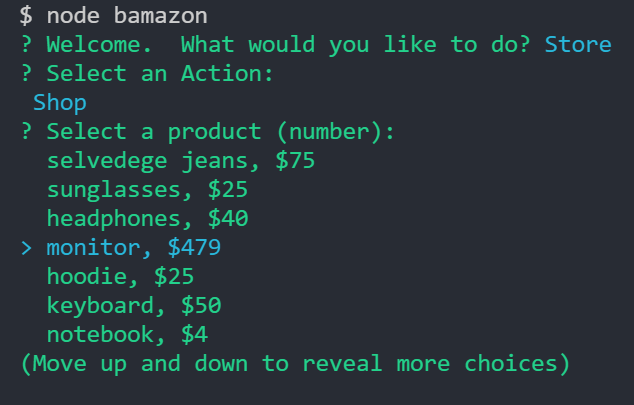 $ node bamazon
? Welcome.  What would you like to do? Store
? Select an Action:
 Shop
? Select a product (number):
  selvedege jeans, $75
  sunglasses, $25
  headphones, $40
> monitor, $479
  hoodie, $25
  keyboard, $50
  notebook, $4
(Move up and down to reveal more choices)